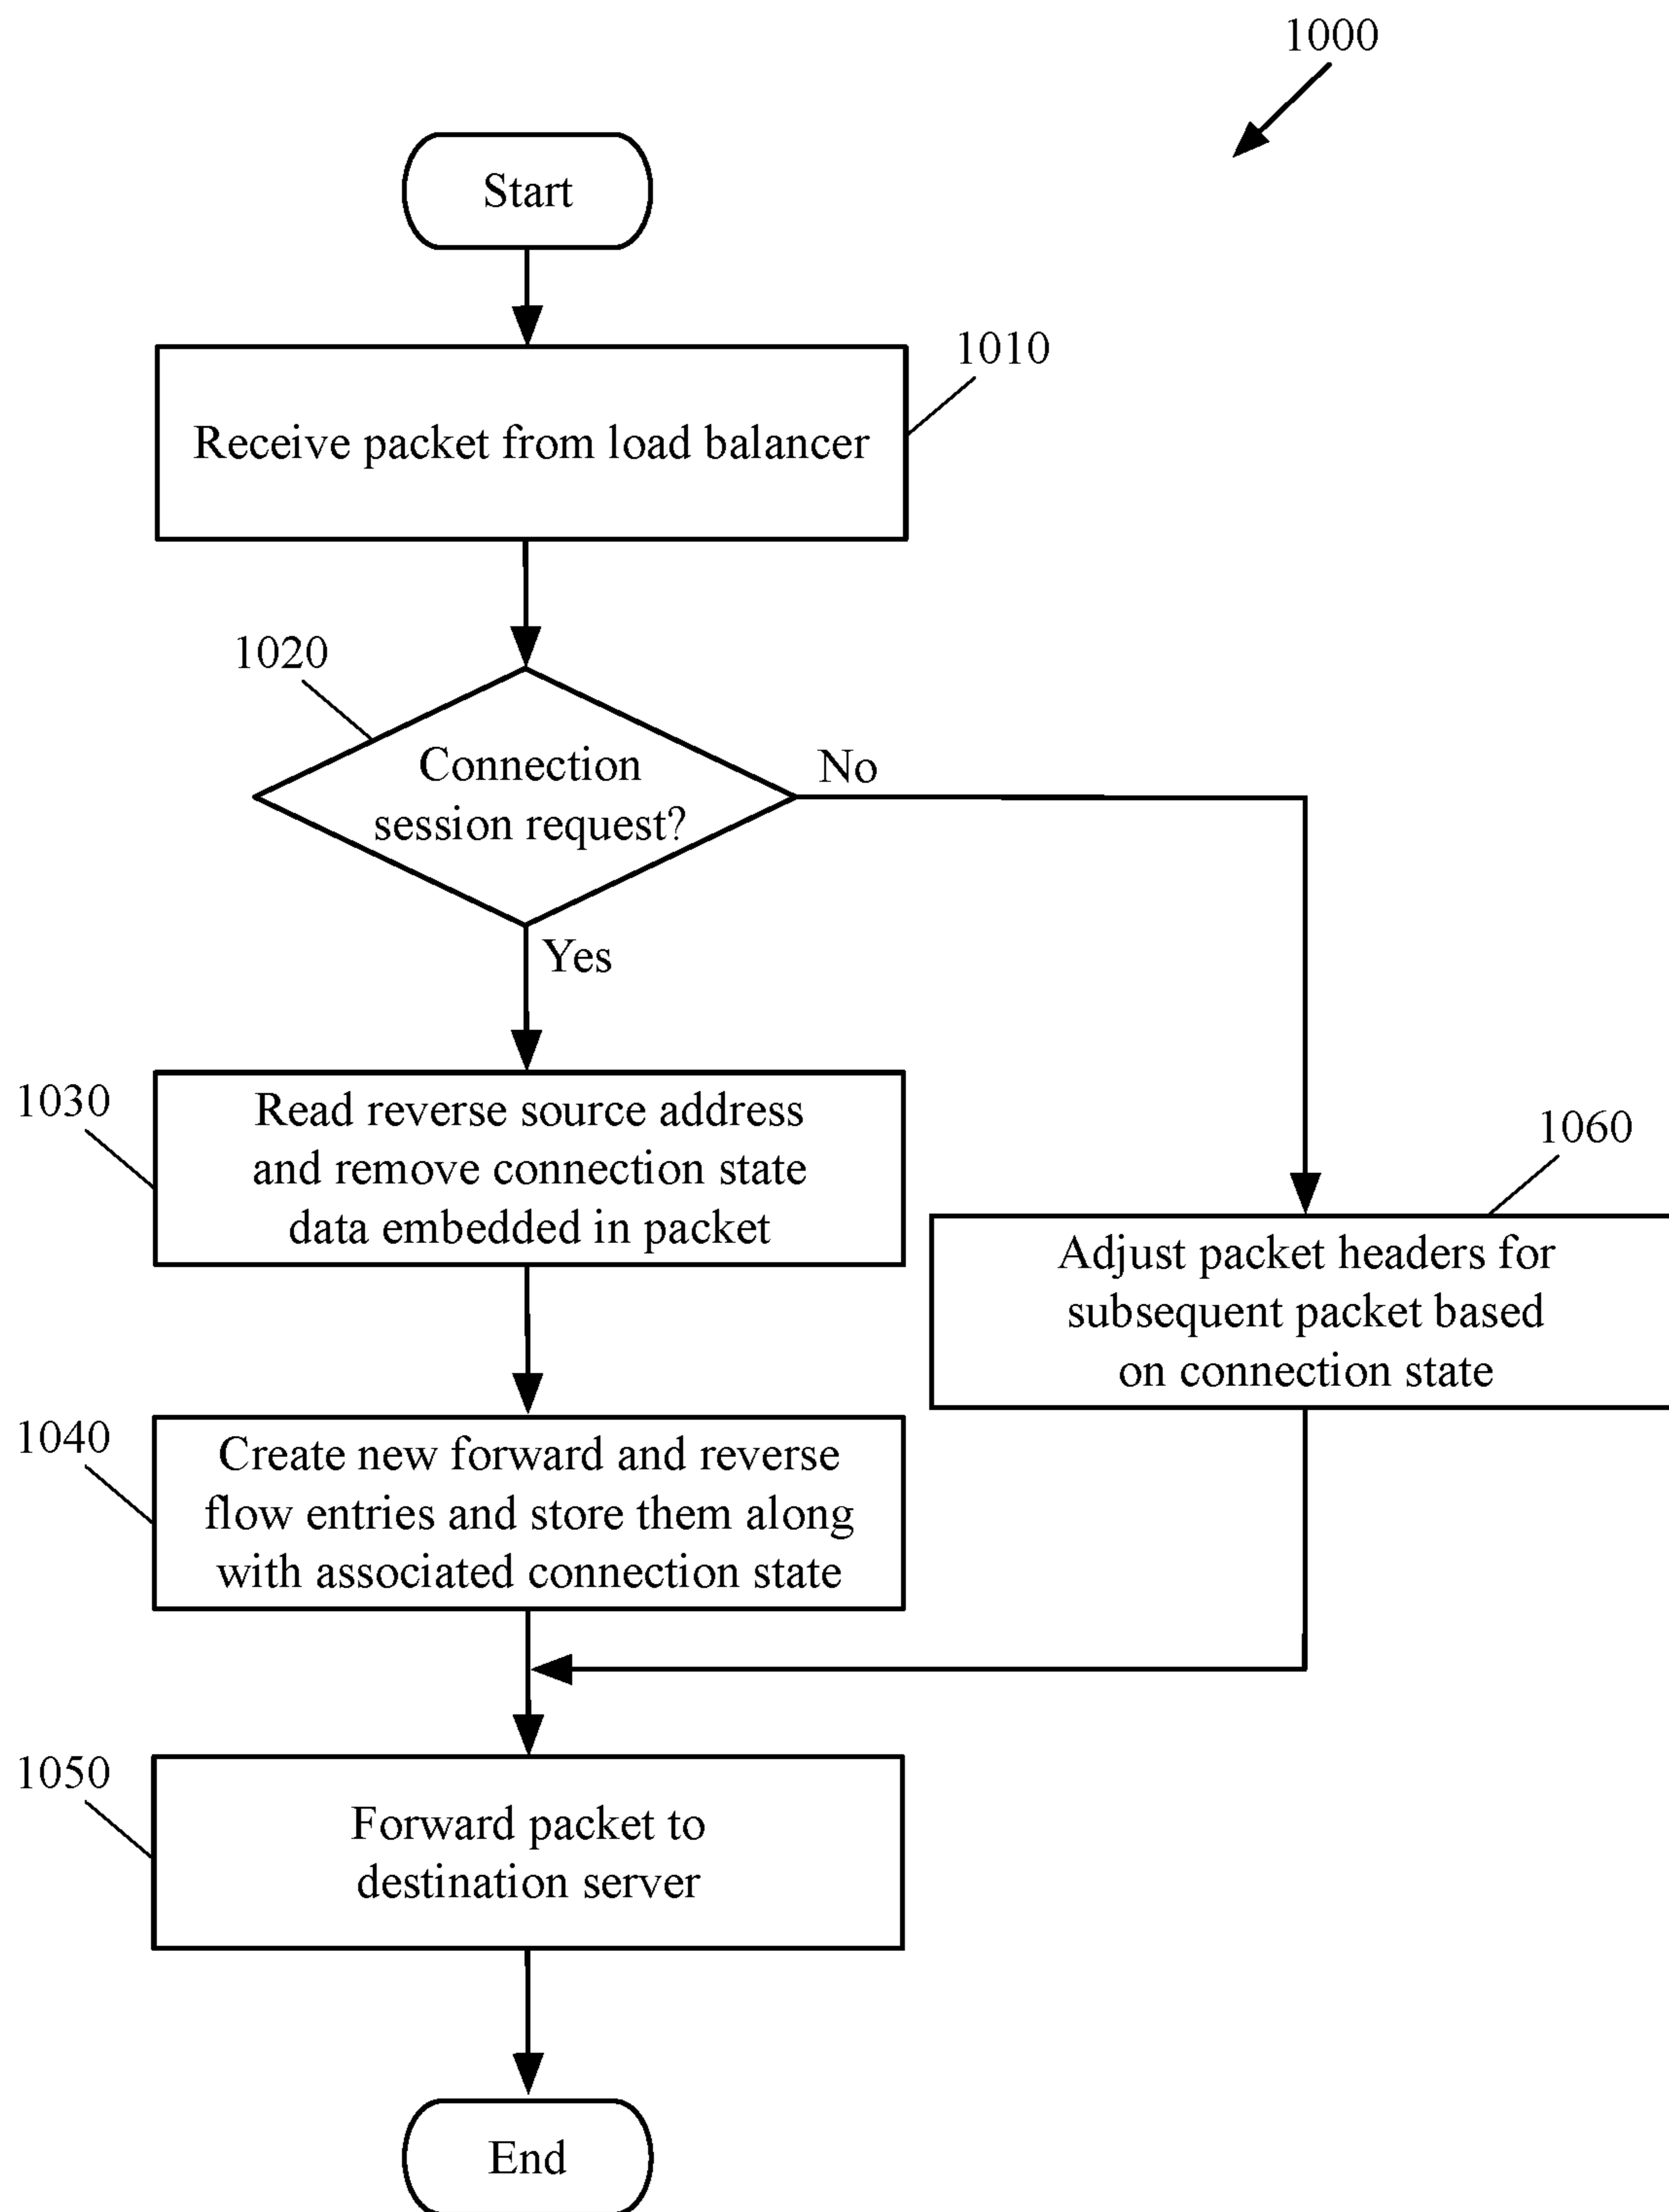 1000
Start
1010
Receive packet from load balancer
1020
Connection
session request?
No
Yes
1030
Read reverse source address
and remove connection state
data embedded in packet
1060
Adjust packet headers for
subsequent packet based
on connection state
1040
Create new forward and reverse
flow entries and store them along
with associated connection state
1050
Forward packet to
destination server
End